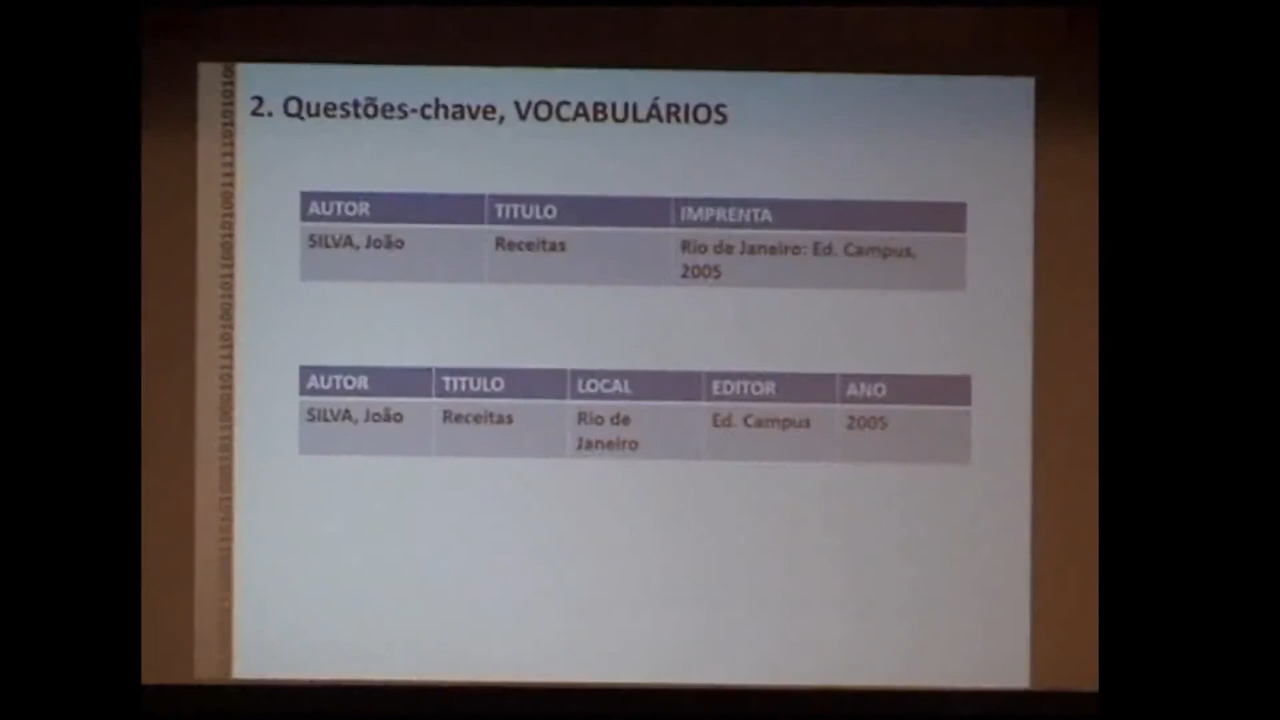 2. Questões-chave, VOCABULÁRIOS
AUTOR TITULO IMPRENTA
SILVA, João Receitas Rio de Janeiro: Ed. Campus,
2005
AUTOR TITULO LOCAL EDITOR ANO
SILVA, João Receitas Rio de Ed. Campus 2005
Janeiro